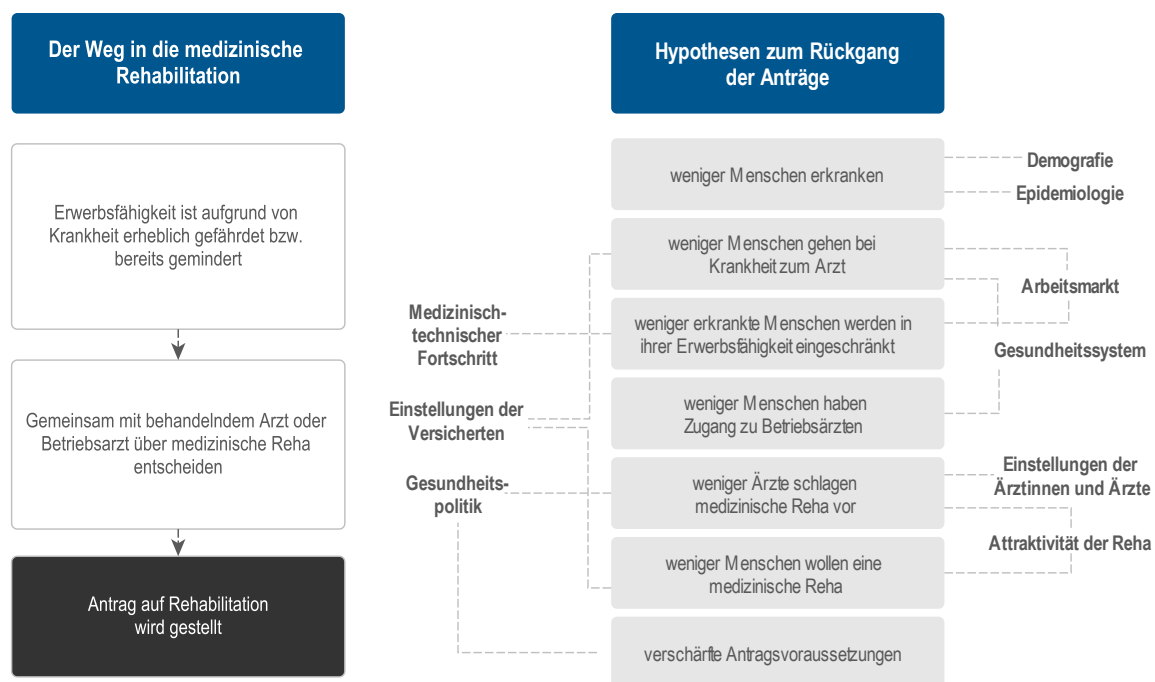 Der Weg in die medizinische
Rehabilitation
Erwerbsfähigkeit ist aufgrund von
Krankheit erheblich gefährdet bzw.
bereits gemindert
Gemeinsam mit behandelndem Arzt oder
Betriebsarzt über medizinische Reha
entscheiden
Antrag auf Rehabilitation
wird gestellt
Hypothesen zum Rückgang
der Anträge
weniger Menschen erkranken
weniger Menschen gehen bei
Krankheit zum Arzt
weniger erkrankte Menschen werden in
ihrer Erwerbsfähigkeit eingeschränkt
weniger Menschen haben
Zugang zu Betriebsärzten
weniger Ärzte schlagen
medizinische Reha vor
weniger Menschen wollen eine
medizinische Reha
verschärfte Antragsvoraussetzungen
Medizinisch-
technischer
Fortschritt
Einstellungen der
Versicherten
Gesundheits-
politik
Demografie
Epidemiologie
Arbeitsmarkt
Gesundheitssystem
Einstellungen der
Ärztinnen und Ärzte
Attraktivität der Reha